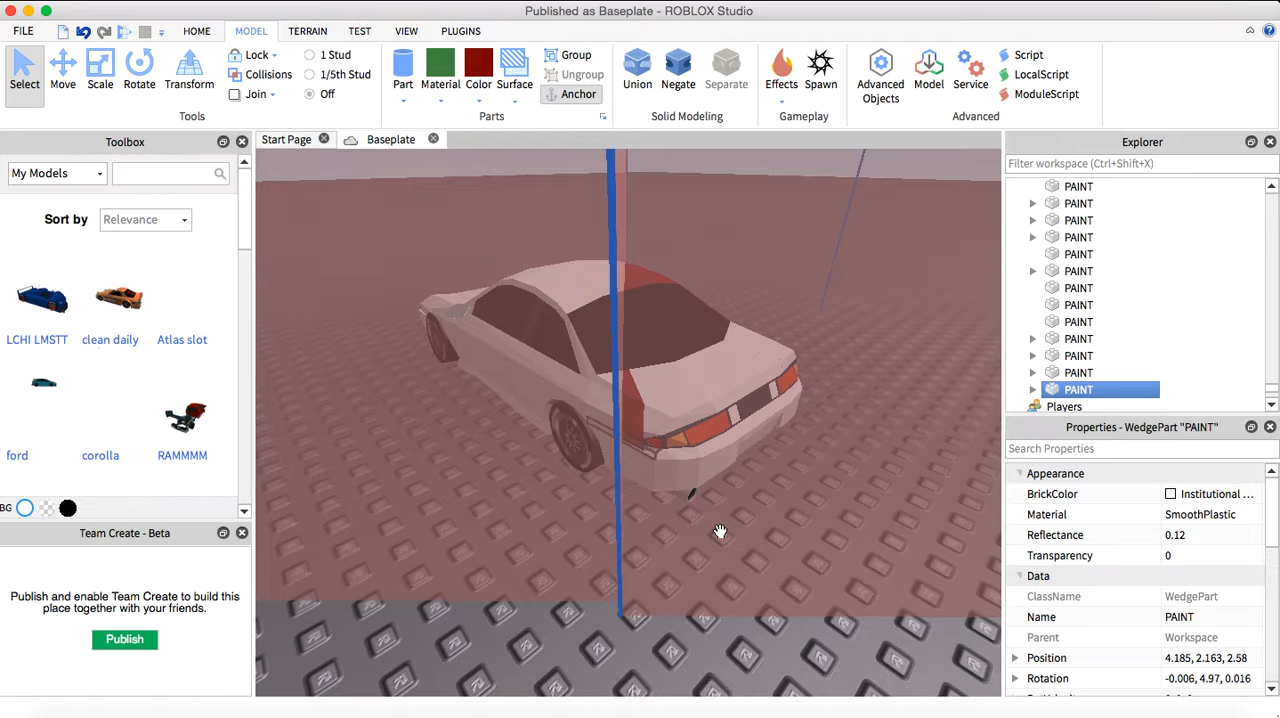 Published as Baseplate - ROBLOX Studio
FILE HOME MODEL TERRAIN TEST VIEW PLUGINS
Select Move Scale Rotate Transform
Lock
Collisions
Join
1 Stud
1/5th Stud
Off
Tools
Part Material Color Surface
Group
Ungroup
Anchor
Parts
Union Negate Separate
Solid Modeling
Effects Spawn
Gameplay
Advanced Objects
Model Service
Script
LocalScript
ModuleScript
Advanced
Toolbox
My Models
Sort by Relevance
LCHI LMSTT clean daily Atlas slot
ford corolla RAMMMM
BG
Team Create - Beta
Publish and enable Team Create to build this
place together with your friends.
Publish
Start Page Baseplate
Explorer
Filter workspace (Ctrl+Shift+X)
PAINT
PAINT
PAINT
PAINT
PAINT
PAINT
PAINT
PAINT
PAINT
PAINT
PAINT
PAINT
PAINT
Players
Properties - WedgePart "PAINT"
Search Properties
Appearance
BrickColor Institutional ...
Material SmoothPlastic
Reflectance 0.12
Transparency 0
Data
ClassName WedgePart
Name PAINT
Parent Workspace
Position 4.185, 2.163, 2.58
Rotation -0.006, 4.97, 0.016